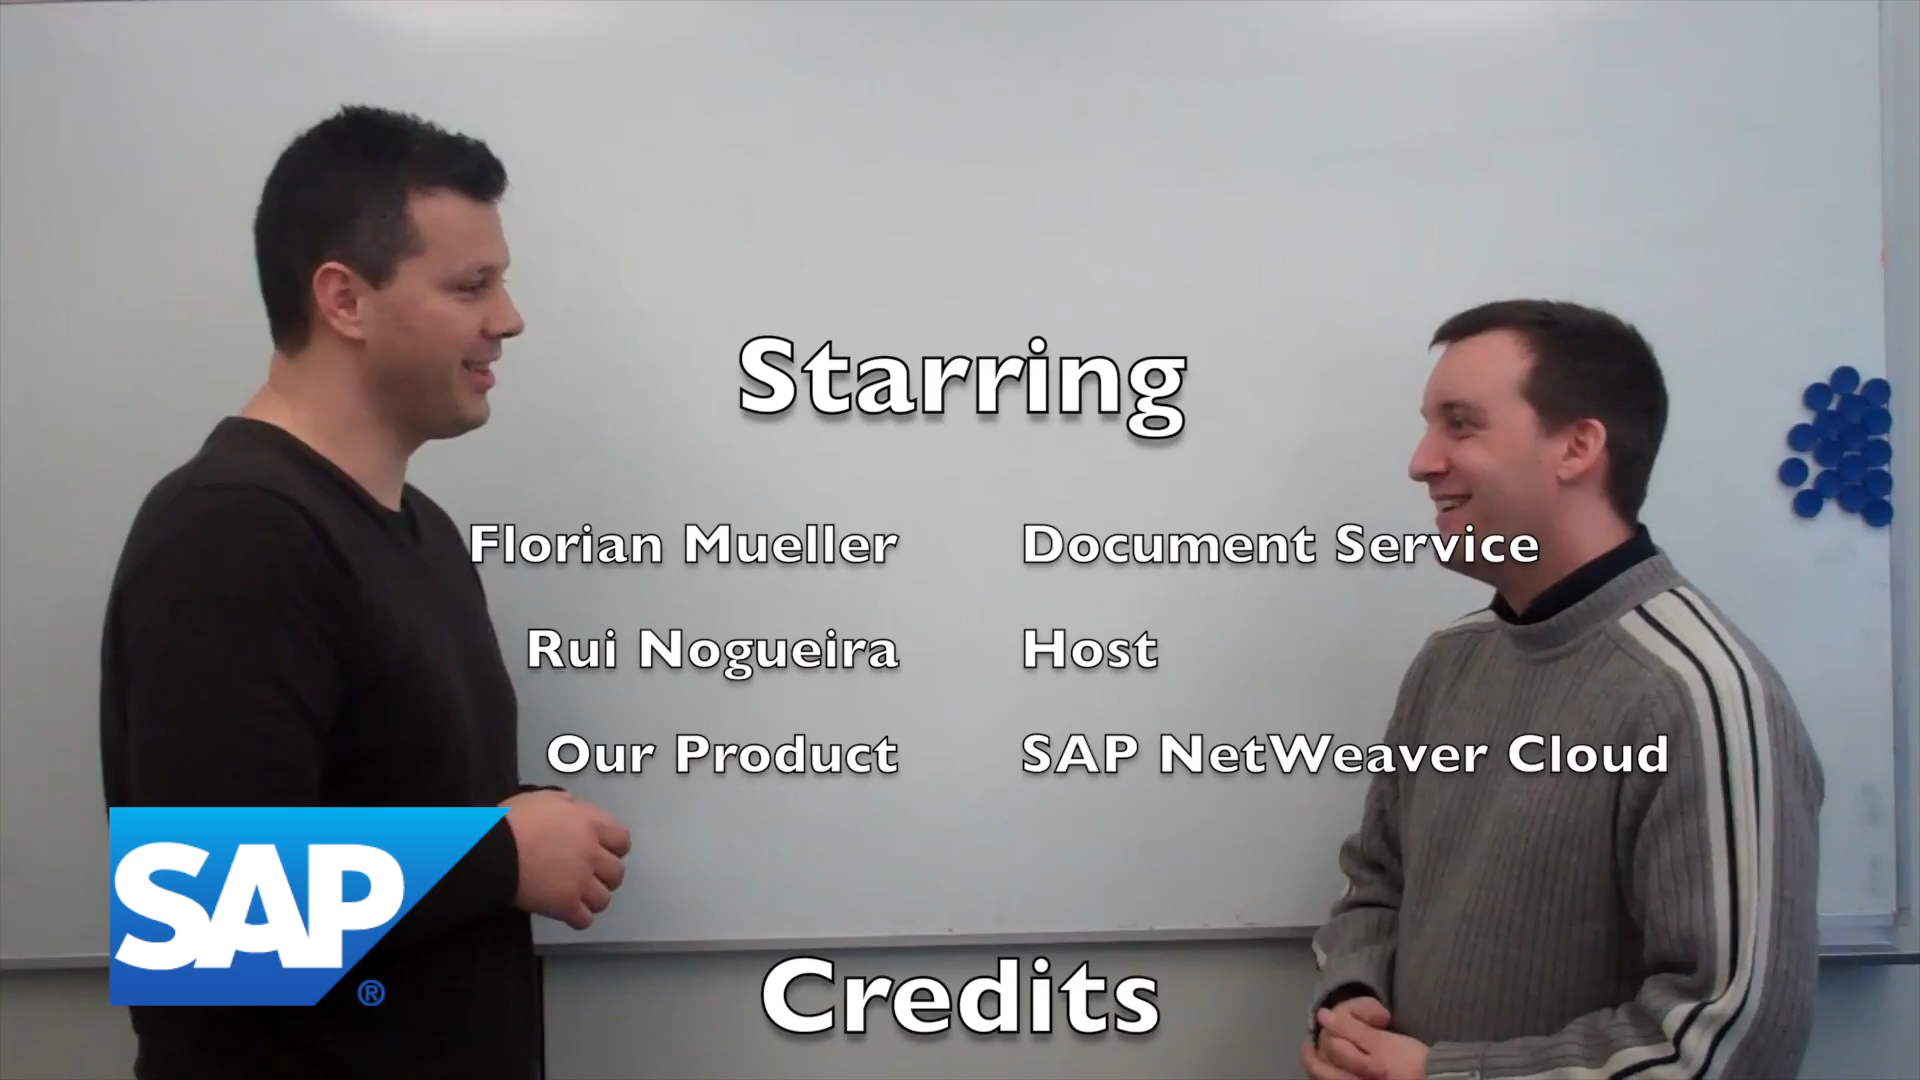 Starring
Florian Mueller Document Service
Rui Nogueira Host
Our Product SAP NetWeaver Cloud
SAP®
Credits